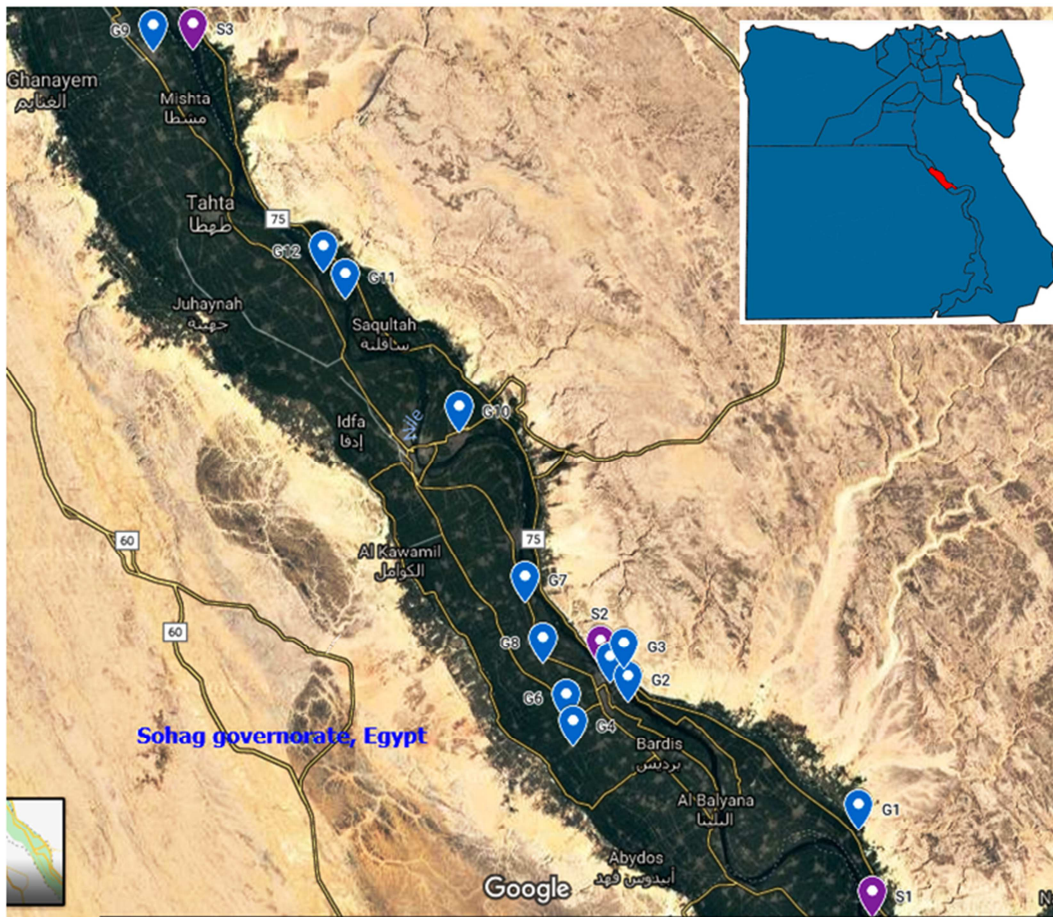 G9
S3
Ghanayem
الغنايم
Mishta
مشطا
Tahta
طهطا
75
G12
G11
Juhaynah
جهينة
Saqultah
ساقلتة
Idfa
إدفا
Nile
G10
75
60
Al Kawamil
الكوامل
60
G7
S2
G8
G3
G2
G6
G4
Sohag governorate, Egypt
Bardis
برديس
Al Balyana
البلينا
G1
Abydos
أبيدوس فهد
Google
S1
N